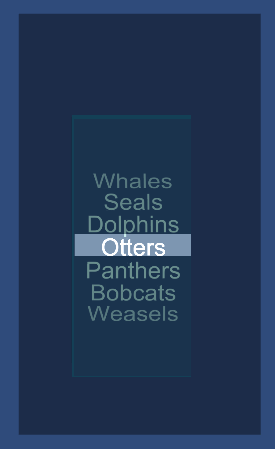 Whales
Seals
Dolphins
Otters
Panthers
Bobcats
Weasels